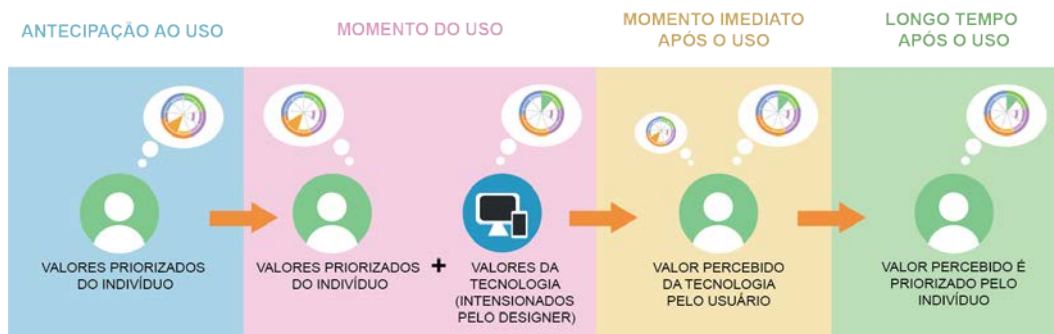 ANTECIPAÇÃO AO USO
MOMENTO DO USO
MOMENTO IMEDIATO
APÓS O USO
LONGO TEMPO
APÓS O USO
VALORES PRIORIZADOS
DO INDIVÍDUO
VALORES PRIORIZADOS
DO INDIVÍDUO
+
VALORES DA
TECNOLOGIA
(INTENSIONADOS
PELO DESIGNER)
VALOR PERCEBIDO
DA TECNOLOGIA
PELO USUÁRIO
VALOR PERCEBIDO É
PRIORIZADO PELO
INDIVÍDUO